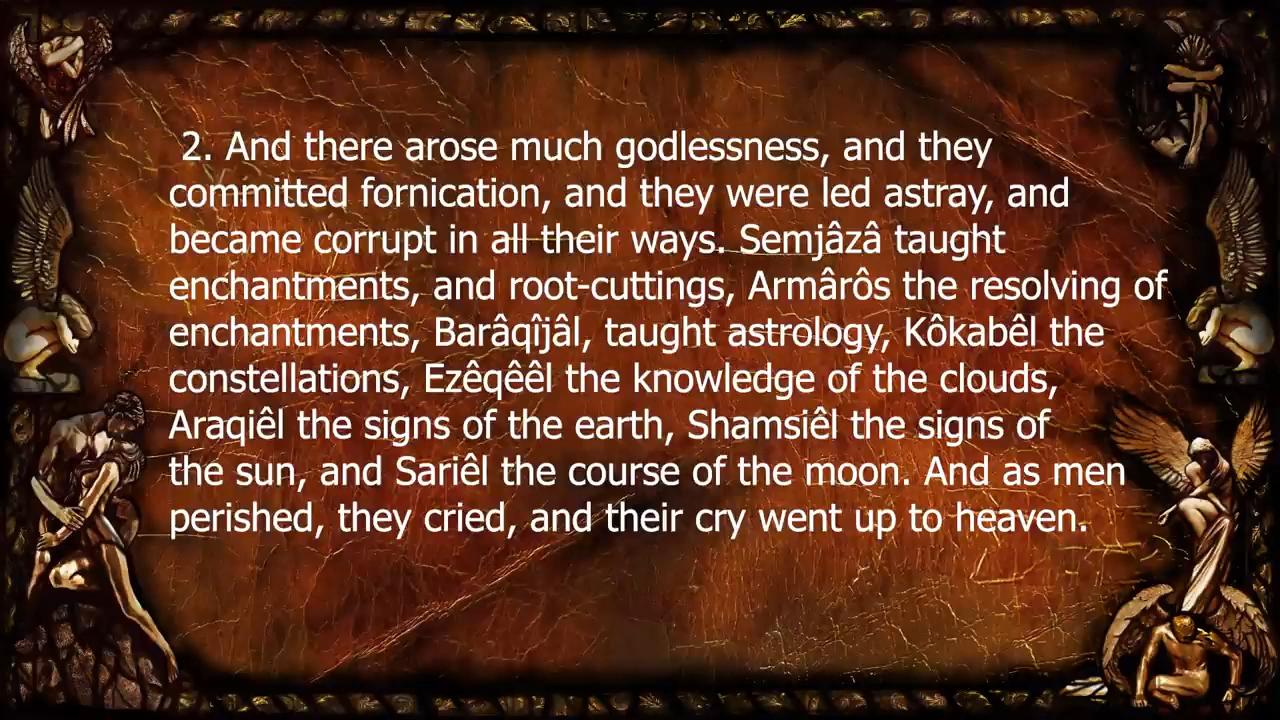 2. And there arose much godlessness, and they
committed fornication, and they were led astray, and
became corrupt in all their ways. Semjâzâ taught
enchantments, and root-cuttings, Armârôs the resolving of
enchantments, Barâqîjâl, taught astrology, Kôkabêl the
constellations, Ezêqêêl the knowledge of the clouds,
Araqiêl the signs of the earth, Shamsiêl the signs of
the sun, and Sariêl the course of the moon. And as men
perished, they cried, and their cry went up to heaven.